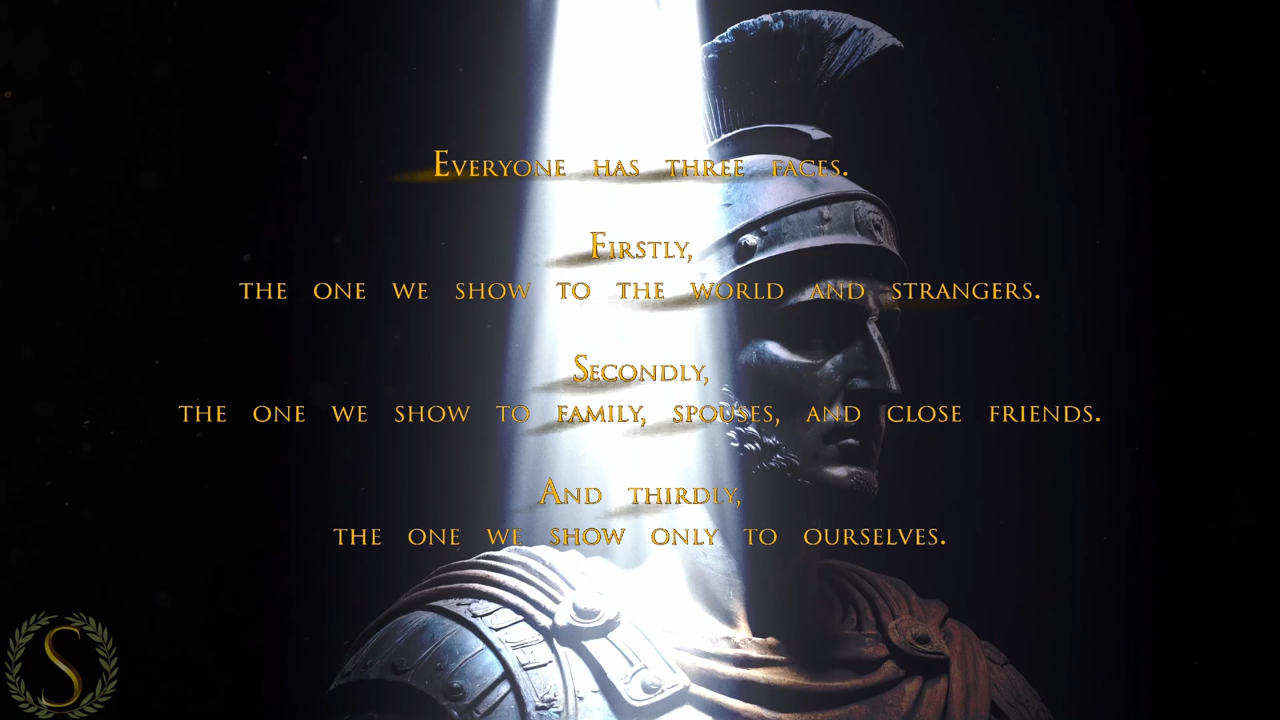 Everyone has three faces.
Firstly,
the one we show to the world and strangers.
Secondly,
the one we show to family, spouses, and close friends.
And thirdly,
the one we show only to ourselves.
S